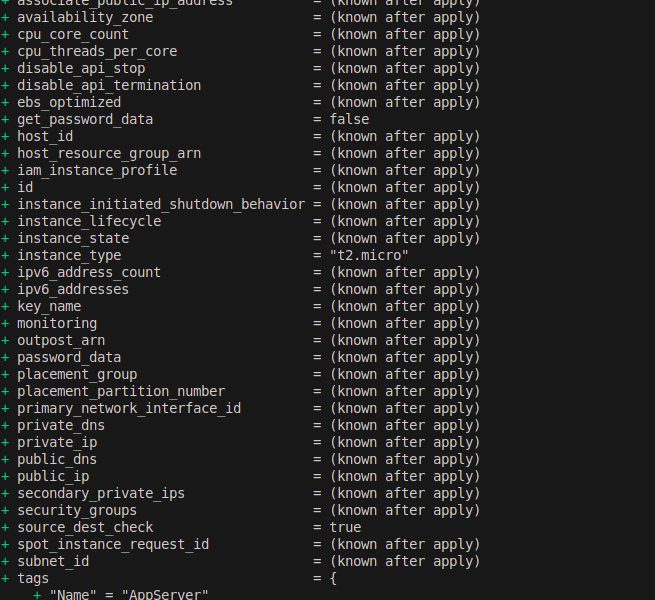 + associate_public_ip_address = (known after apply)
+ availability_zone = (known after apply)
+ cpu_core_count = (known after apply)
+ cpu_threads_per_core = (known after apply)
+ disable_api_stop = (known after apply)
+ disable_api_termination = (known after apply)
+ ebs_optimized = (known after apply)
+ get_password_data = false
+ host_id = (known after apply)
+ host_resource_group_arn = (known after apply)
+ iam_instance_profile = (known after apply)
+ id = (known after apply)
+ instance_initiated_shutdown_behavior = (known after apply)
+ instance_lifecycle = (known after apply)
+ instance_state = (known after apply)
+ instance_type = "t2.micro"
+ ipv6_address_count = (known after apply)
+ ipv6_addresses = (known after apply)
+ key_name = (known after apply)
+ monitoring = (known after apply)
+ outpost_arn = (known after apply)
+ password_data = (known after apply)
+ placement_group = (known after apply)
+ placement_partition_number = (known after apply)
+ primary_network_interface_id = (known after apply)
+ private_dns = (known after apply)
+ private_ip = (known after apply)
+ public_dns = (known after apply)
+ public_ip = (known after apply)
+ secondary_private_ips = (known after apply)
+ security_groups = (known after apply)
+ source_dest_check = true
+ spot_instance_request_id = (known after apply)
+ subnet_id = (known after apply)
+ tags = {
+ "Name" = "AppServer"